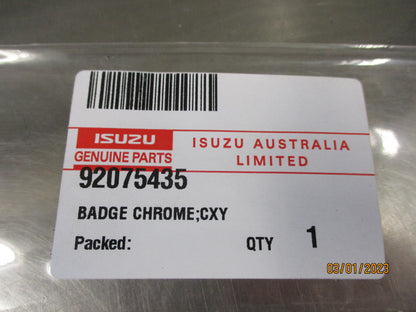 ISUZU
GENUINE PARTS
ISUZU AUSTRALIA
LIMITED
92075435
BADGE CHROME;CXY
Packed:
QTY 1
03/01/2023